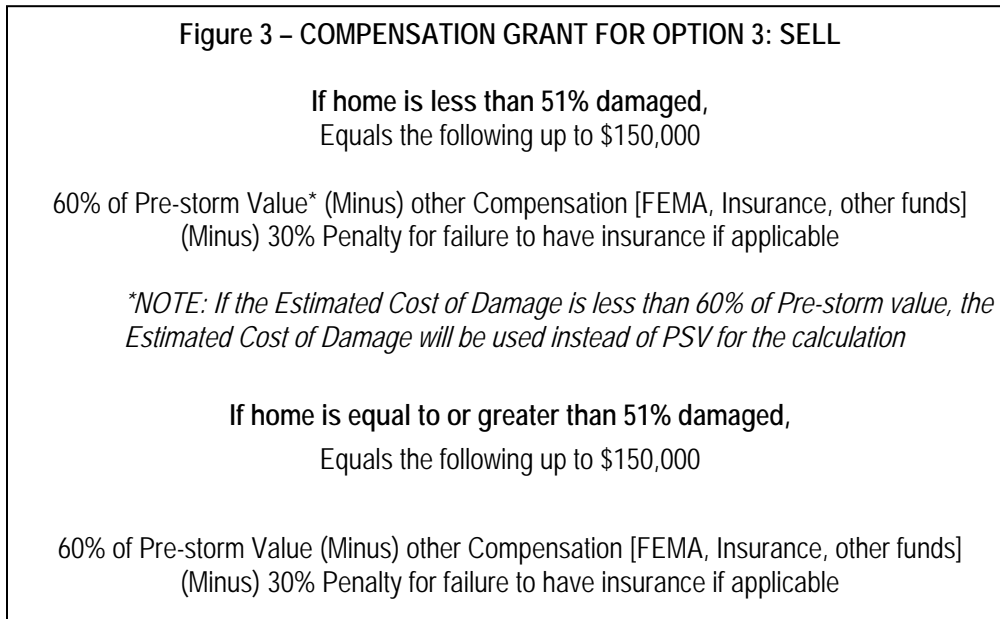 Figure 3 – COMPENSATION GRANT FOR OPTION 3: SELL
If home is less than 51% damaged,
Equals the following up to $150,000
60% of Pre-storm Value* (Minus) other Compensation [FEMA, Insurance, other funds]
(Minus) 30% Penalty for failure to have insurance if applicable
*NOTE: If the Estimated Cost of Damage is less than 60% of Pre-storm value, the
Estimated Cost of Damage will be used instead of PSV for the calculation
If home is equal to or greater than 51% damaged,
Equals the following up to $150,000
60% of Pre-storm Value (Minus) other Compensation [FEMA, Insurance, other funds]
(Minus) 30% Penalty for failure to have insurance if applicable